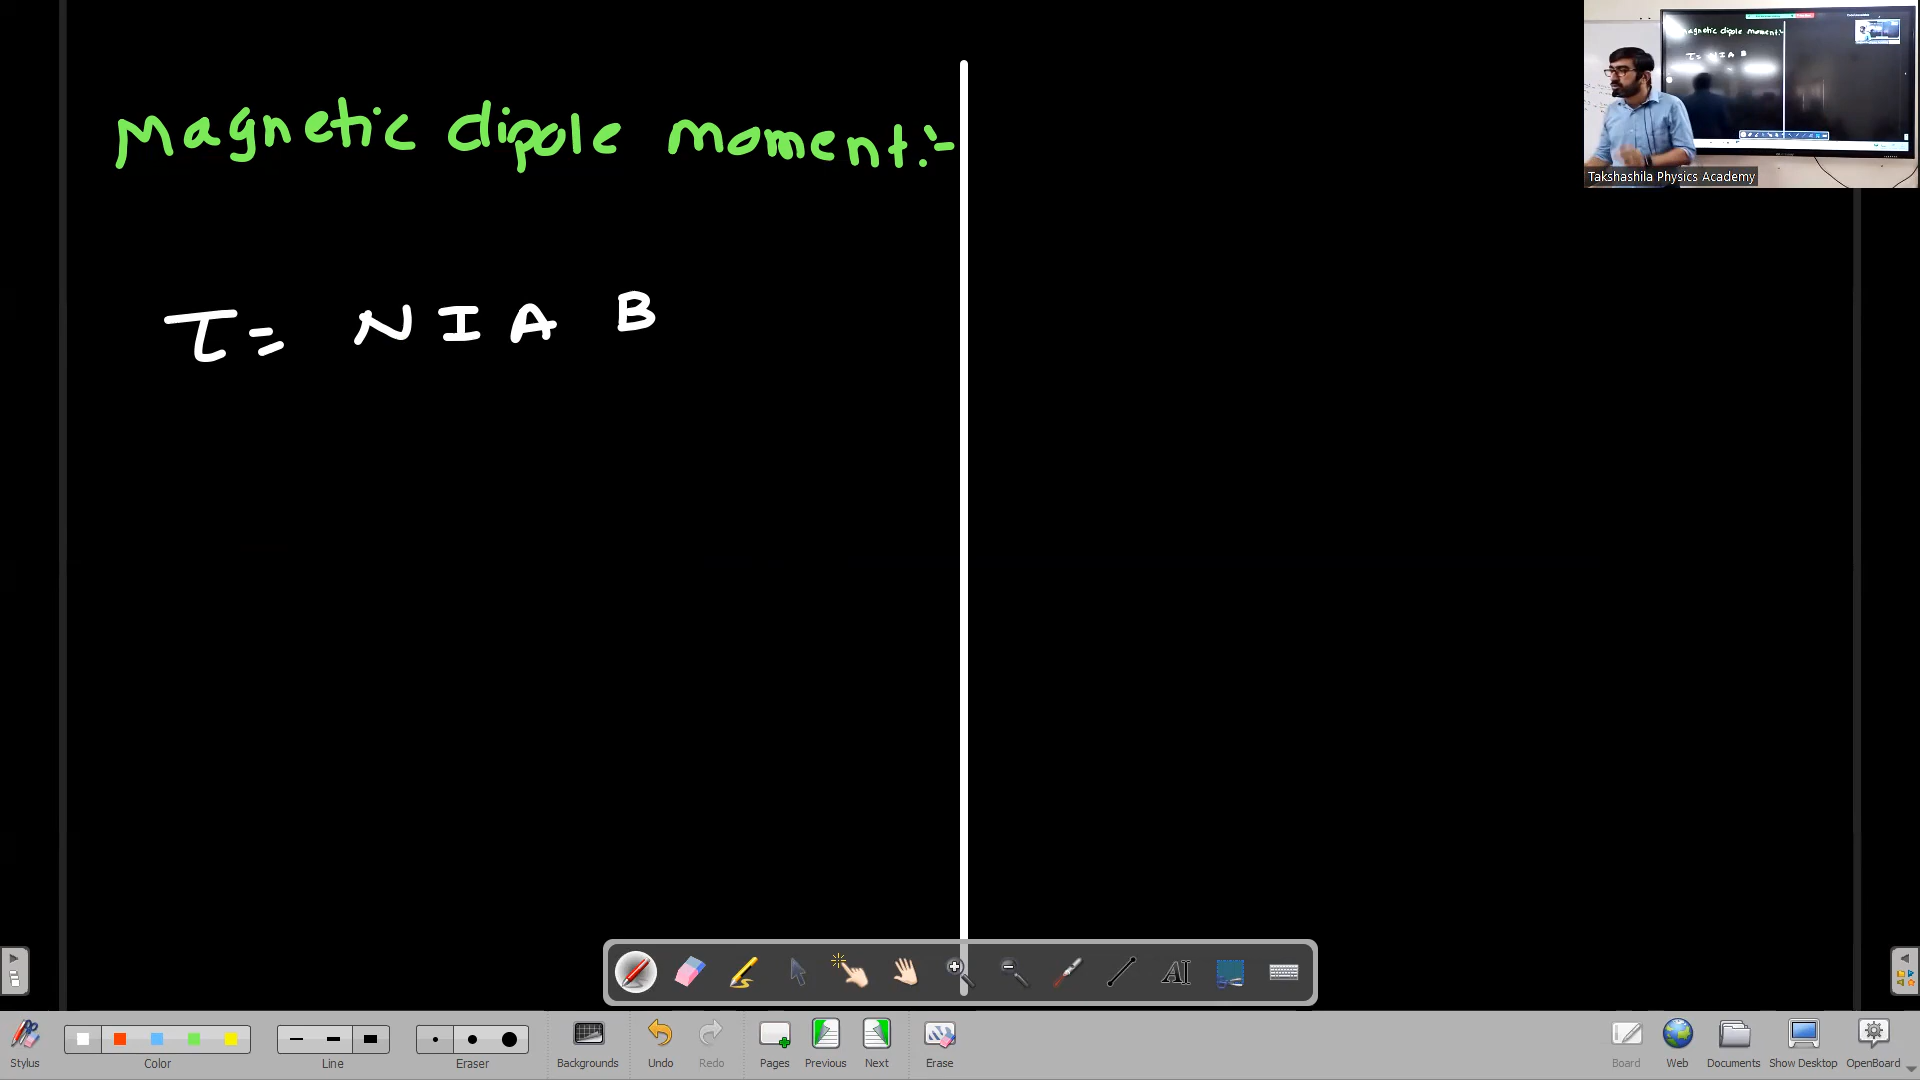 Magnetic dipole moment:-
τ = N I A B
Takshashila Physics Academy
Stylus
Color
Line
Eraser
Backgrounds
Undo
Redo
Pages
Previous
Next
Erase
Board
Web
Documents
Show Desktop
OpenBoard